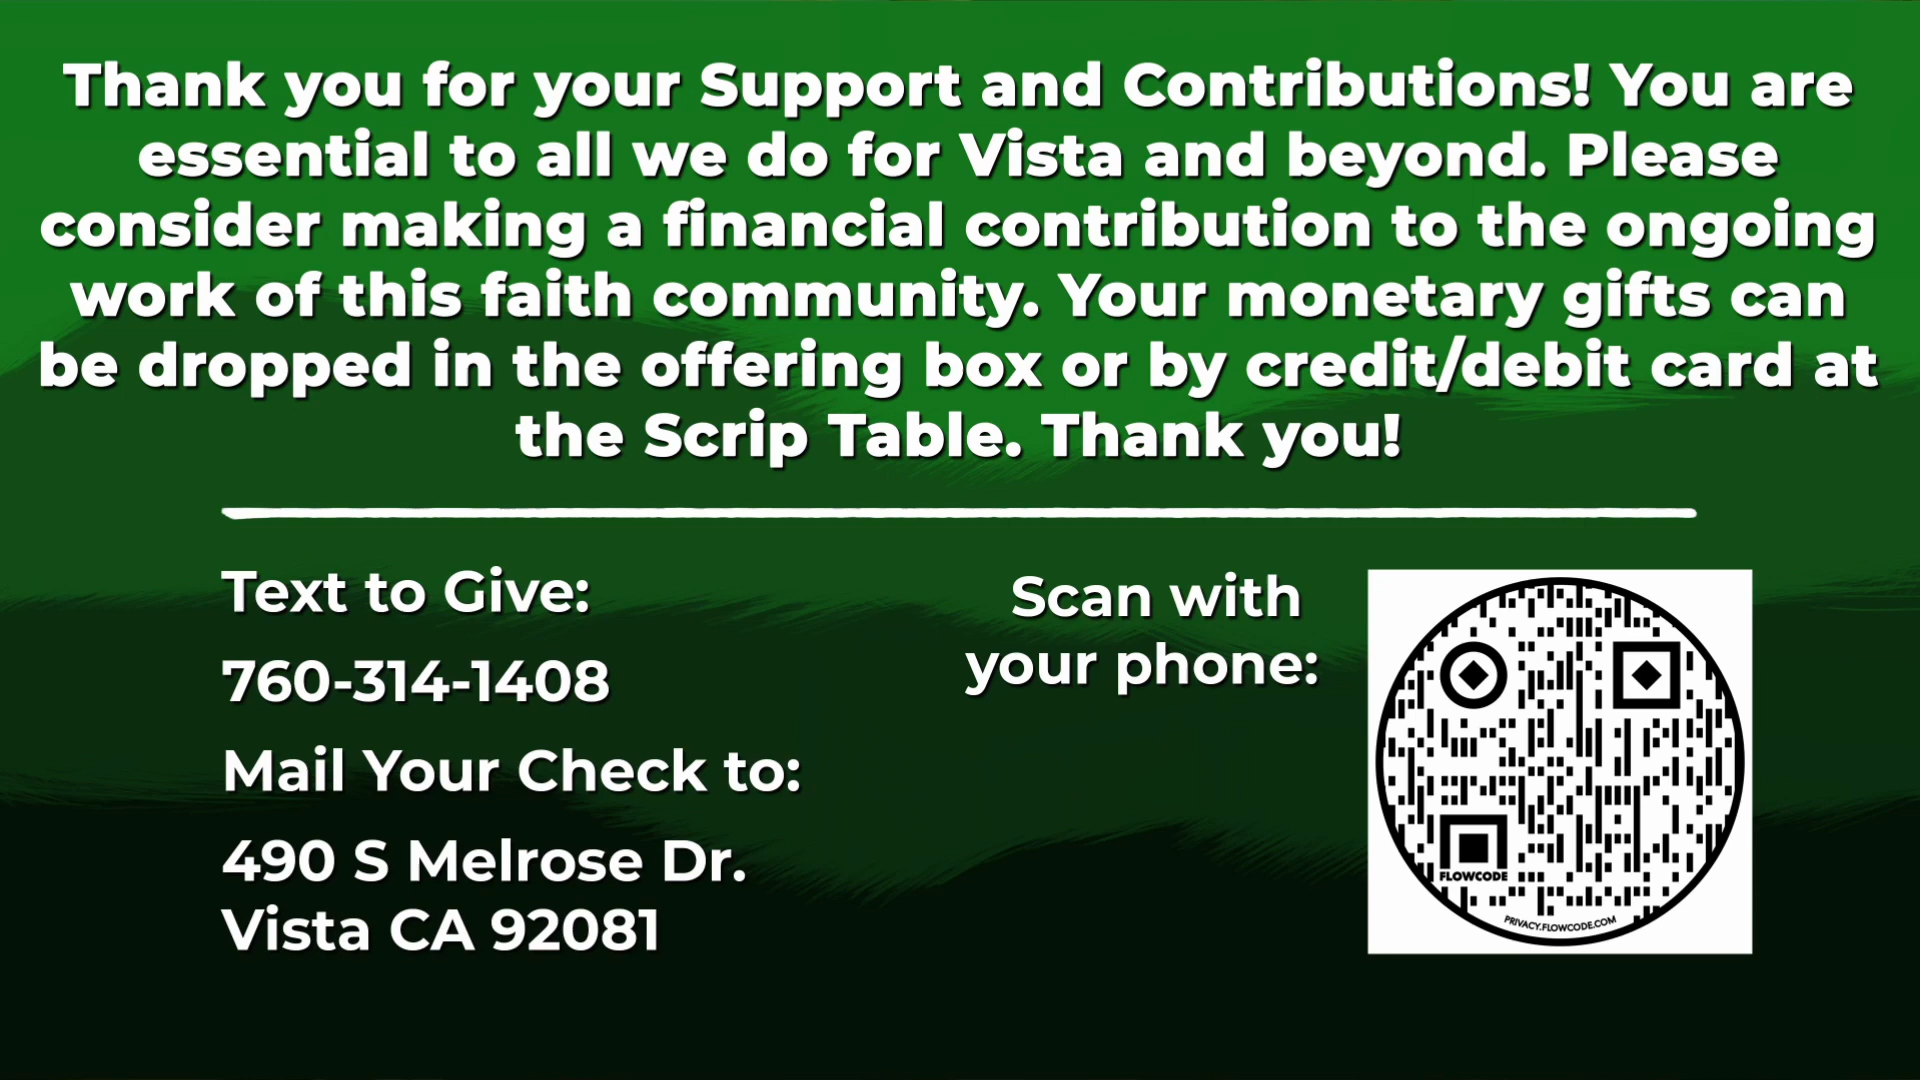 Thank you for your Support and Contributions! You are
essential to all we do for Vista and beyond. Please
consider making a financial contribution to the ongoing
work of this faith community. Your monetary gifts can
be dropped in the offering box or by credit/debit card at
the Scrip Table. Thank you!
Text to Give:
760-314-1408
Mail Your Check to:
490 S Melrose Dr.
Vista CA 92081
Scan with
your phone:
FLOWCODE
PRIVACY.FLOWCODE.COM